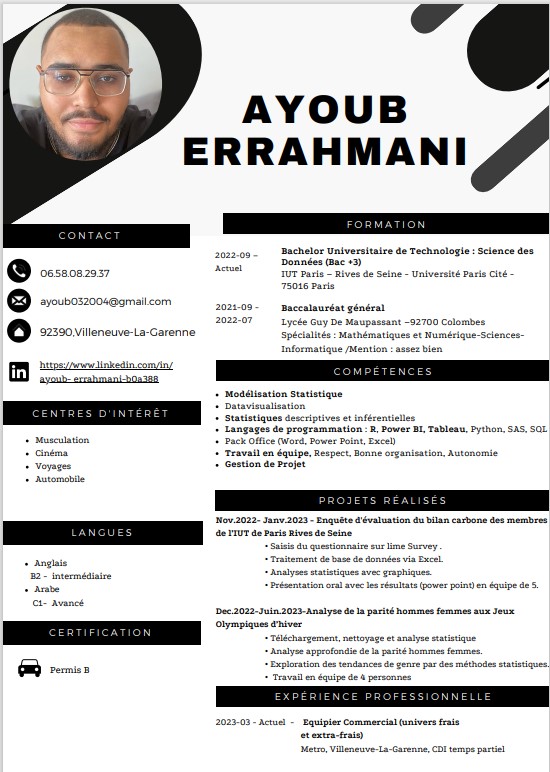 AYOUB
ERRAHMANI
CONTACT
06.58.08.29.37
ayoub032004@gmail.com
92390,Villeneuve-La-Garenne
https://www.linkedin.com/in/
ayoub- errahmani-b0a388
CENTRES D'INTÉRÊT
• Musculation
• Cinéma
• Voyages
• Automobile
LANGUES
• Anglais
B2 - intérmédiaire
• Arabe
C1- Avancé
CERTIFICATION
Permis B
FORMATION
2022-09 –
Actuel
Bachelor Universitaire de Technologie : Science des
Données (Bac +3)
IUT Paris – Rives de Seine - Université Paris Cité -
75016 Paris
2021-09 -
2022-07
Baccalauréat général
Lycée Guy De Maupassant –92700 Colombes
Spécialités : Mathématiques et Numérique-Sciences-
Informatique /Mention : assez bien
COMPÉTENCES
• Modélisation Statistique
• Datavisualisation
• Statistiques descriptives et inférentielles
• Langages de programmation : R, Power BI, Tableau, Python, SAS, SQL
• Pack Office (Word, Power Point, Excel)
• Travail en équipe, Respect, Bonne organisation, Autonomie
• Gestion de Projet
PROJETS RÉALISÉS
Nov.2022- Janv.2023 - Enquête d'évaluation du bilan carbone des membres
de l'IUT de Paris Rives de Seine
• Saisis du questionnaire sur lime Survey .
• Traitement de base de données via Excel.
• Analyses statistiques avec graphiques.
• Présentation oral avec les résultats (power point) en équipe de 5.
Dec.2022-Juin.2023-Analyse de la parité hommes femmes aux Jeux
Olympiques d'hiver
• Téléchargement, nettoyage et analyse statistique
• Analyse approfondie de la parité hommes femmes.
• Exploration des tendances de genre par des méthodes statistiques.
• Travail en équipe de 4 personnes
EXPÉRIENCE PROFESSIONNELLE
2023-03 - Actuel - Equipier Commercial (univers frais
et extra-frais)
Metro, Villeneuve-La-Garenne, CDI temps partiel